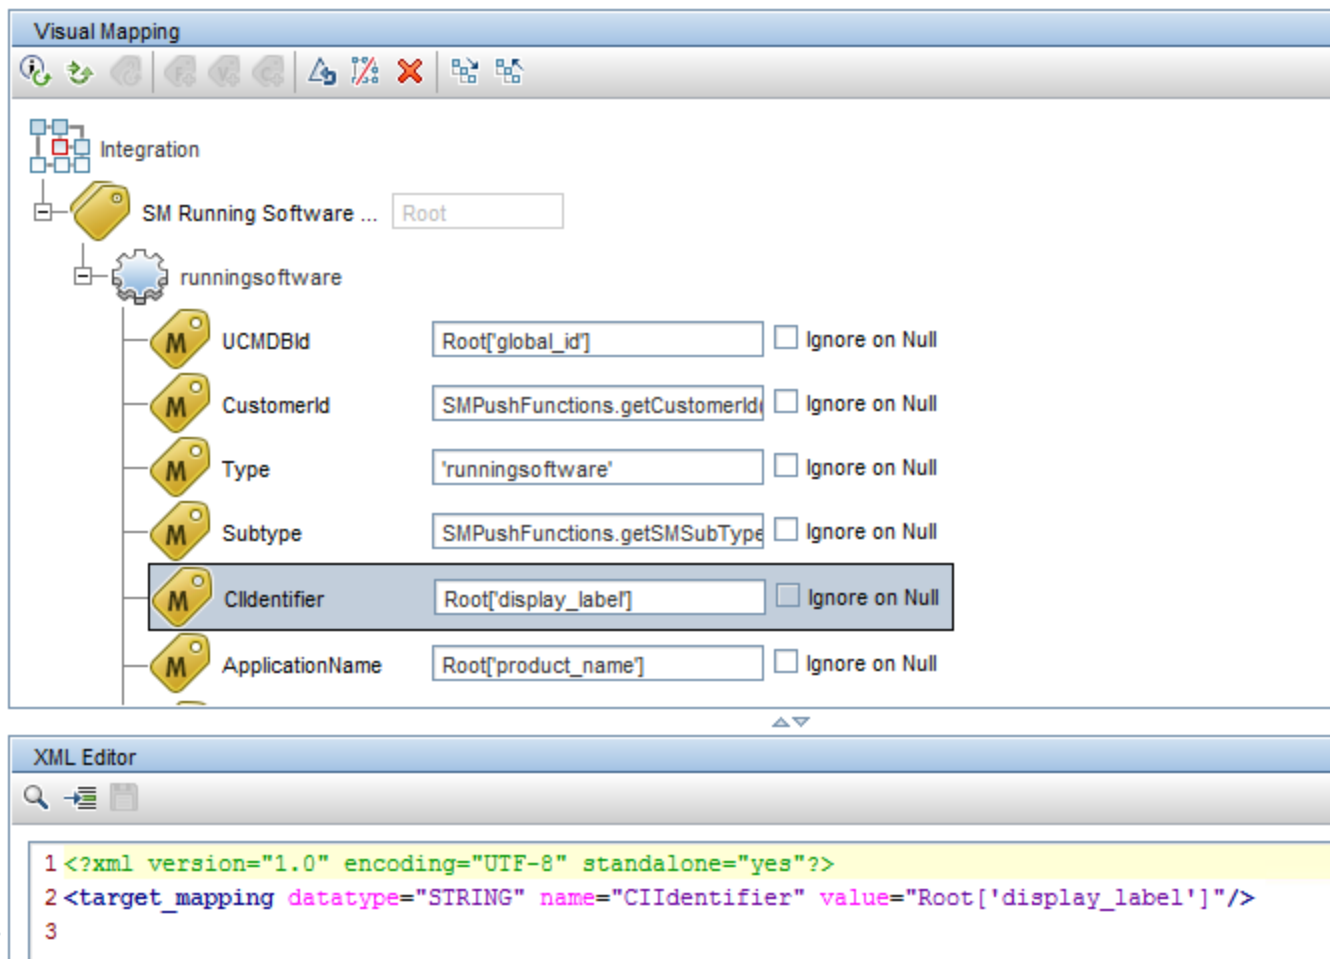 Visual Mapping
Integration
SM Running Software ... Root
runningsoftware
M UCMDBId Root['global_id'] Ignore on Null
M CustomerId SMPushFunctions.getCustomerId( Ignore on Null
M Type 'runningsoftware' Ignore on Null
M Subtype SMPushFunctions.getSMSubType Ignore on Null
M CIIdentifier Root['display_label'] Ignore on Null
M ApplicationName Root['product_name'] Ignore on Null
XML Editor
1 <?xml version="1.0" encoding="UTF-8" standalone="yes"?>
2 <target_mapping datatype="STRING" name="CIIdentifier" value="Root['display_label']"/>
3